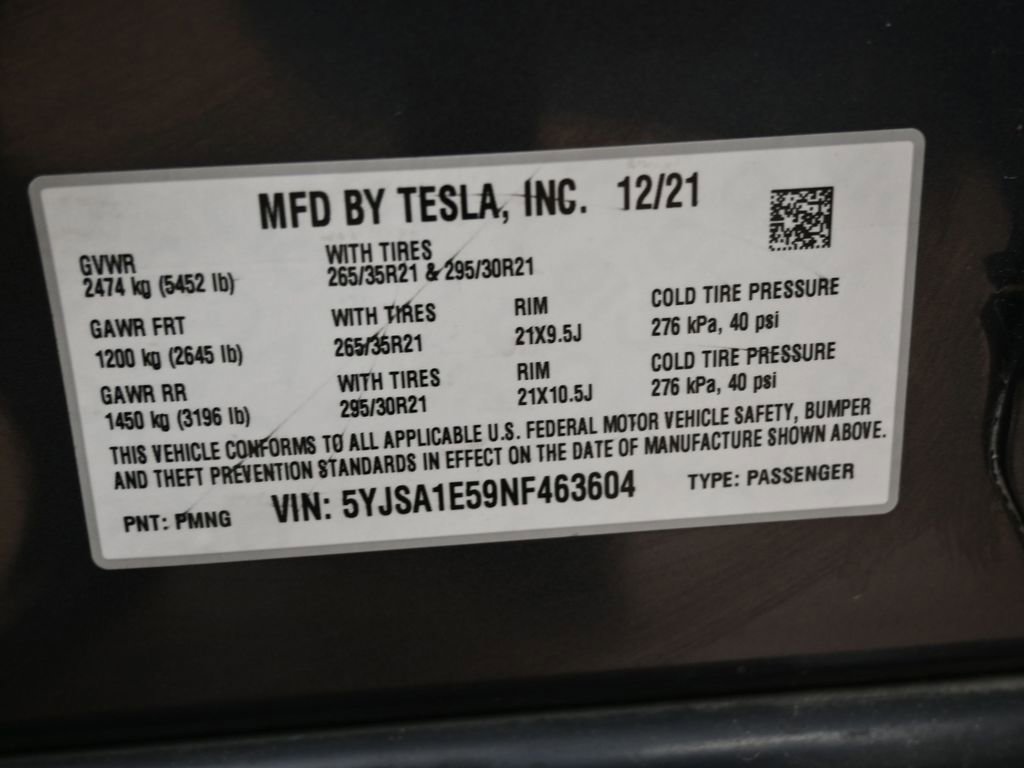 MFD BY TESLA, INC. 12/21
GVWR WITH TIRES
2474 kg (5452 lb) 265/35R21 & 295/30R21
GAWR FRT WITH TIRES RIM COLD TIRE PRESSURE
1200 kg (2645 lb) 265/35R21 21X9.5J 276 kPa, 40 psi
GAWR RR WITH TIRES RIM COLD TIRE PRESSURE
1450 kg (3196 lb) 295/30R21 21X10.5J 276 kPa, 40 psi
THIS VEHICLE CONFORMS TO ALL APPLICABLE U.S. FEDERAL MOTOR VEHICLE SAFETY, BUMPER
AND THEFT PREVENTION STANDARDS IN EFFECT ON THE DATE OF MANUFACTURE SHOWN ABOVE.
PNT: PMNG VIN: 5YJSA1E59NF463604 TYPE: PASSENGER